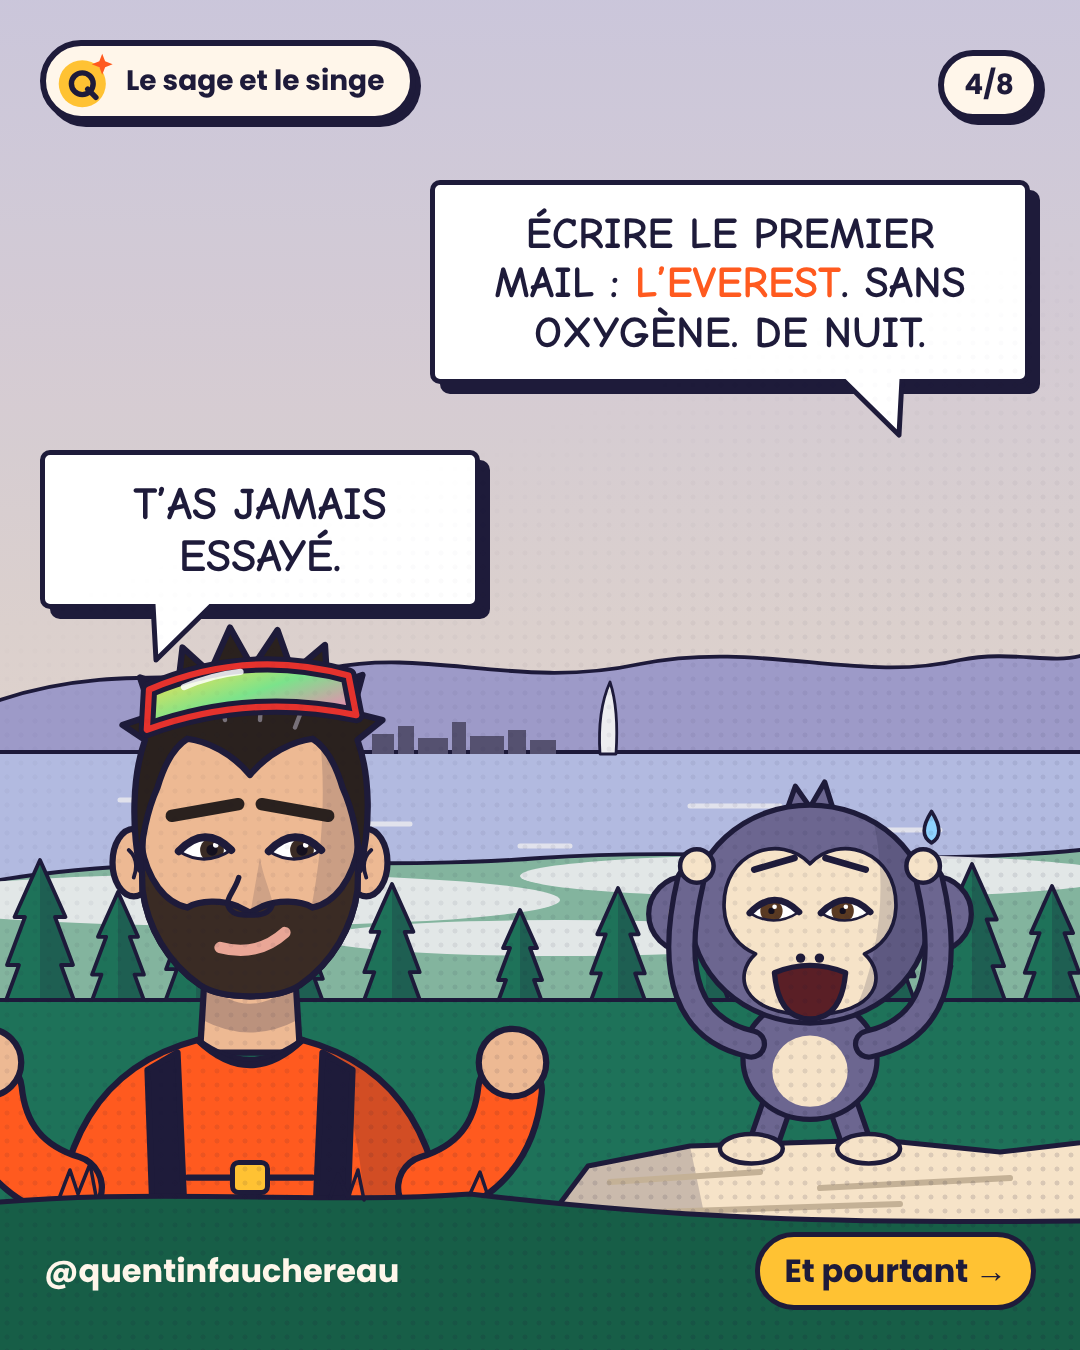 Q Le sage et le singe
4/8
ÉCRIRE LE PREMIER
MAIL : L'EVEREST. SANS
OXYGÈNE. DE NUIT.
T'AS JAMAIS
ESSAYÉ.
@quentinfauchereau
Et pourtant →